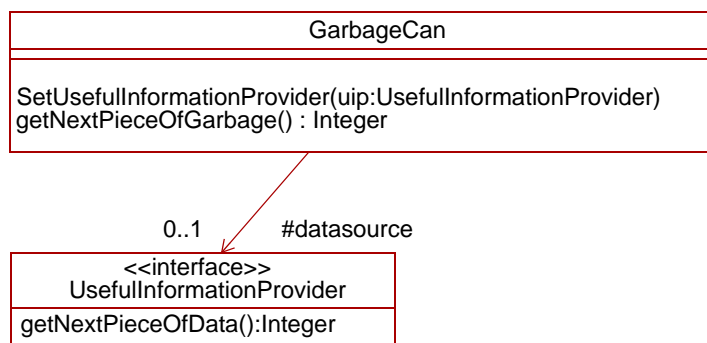 GarbageCan
SetUsefulInformationProvider(uip:UsefulInformationProvider)
getNextPieceOfGarbage() : Integer
0..1 #datasource
<<interface>>
UsefulInformationProvider
getNextPieceOfData():Integer